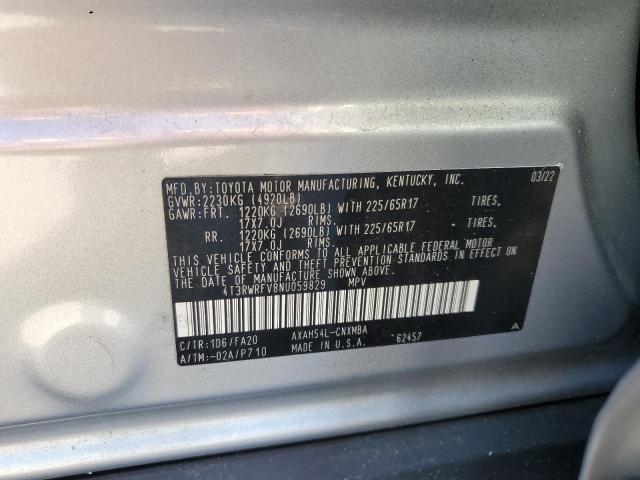 MFD.BY: TOYOTA MOTOR MANUFACTURING, KENTUCKY, INC. 03/22
GVWR: 2230KG (4920LB)
GAWR: FRT. 1220KG (2690LB) WITH 225/65R17 TIRES,
17X7.0J RIMS.
RR. 1220KG (2690LB) WITH 225/65R17 TIRES,
17X7.0J RIMS.
THIS VEHICLE CONFORMS TO ALL APPLICABLE FEDERAL MOTOR
VEHICLE SAFETY AND THEFT PREVENTION STANDARDS IN EFFECT ON
THE DATE OF MANUFACTURE SHOWN ABOVE.
4T3RWRFV8NU059829 MPV
C/TR: 1D6/FA20 AXAH54L-CNXMBA 62457
A/TM: -02A/P710 MADE IN U.S.A. A